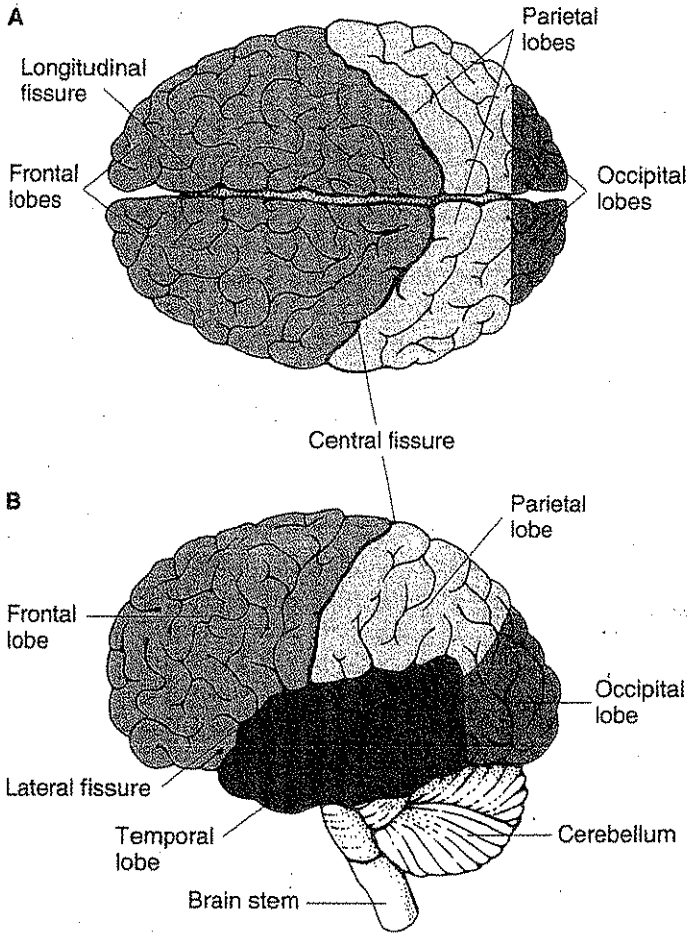 A
Parietal
lobes
Longitudinal
fissure
Frontal
lobes
Occipital
lobes
Central fissure
B
Parietal
lobe
Frontal
lobe
Occipital
lobe
Lateral fissure
Temporal
lobe
Cerebellum
Brain stem